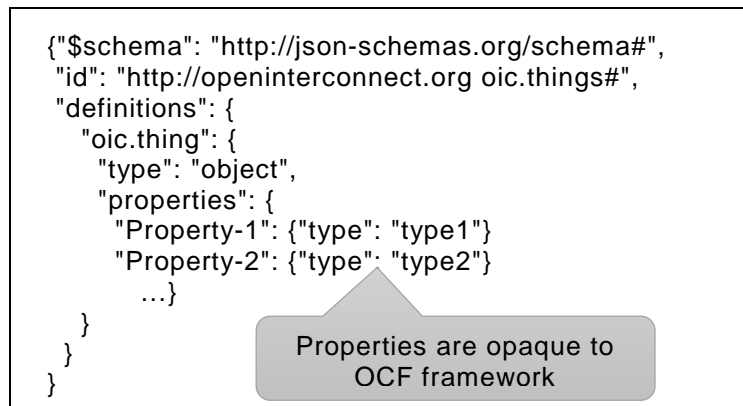 {"$schema": "http://json-schemas.org/schema#",
"id": "http://openinterconnect.org oic.things#",
"definitions": {
"oic.thing": {
"type": "object",
"properties": {
"Property-1": {"type": "type1"}
"Property-2": {"type": "type2"}
…}
}
}
}
Properties are opaque to
OCF framework